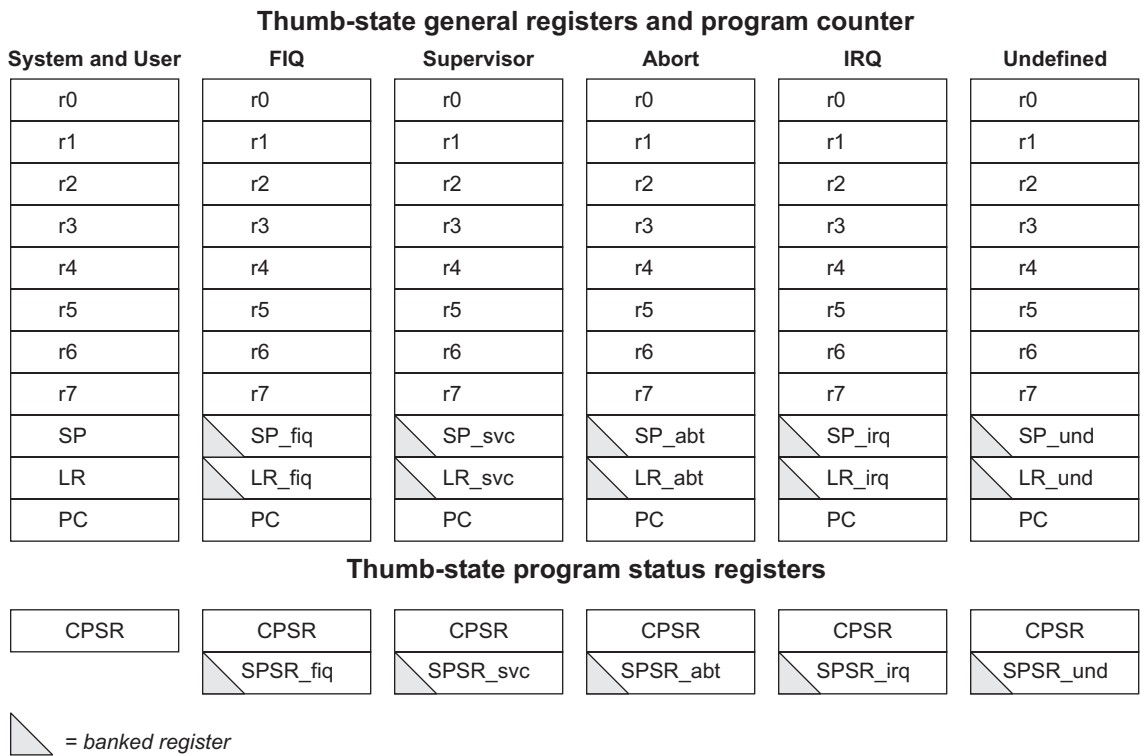 Thumb-state general registers and program counter
System and User FIQ Supervisor Abort IRQ Undefined
r0 r0 r0 r0 r0 r0
r1 r1 r1 r1 r1 r1
r2 r2 r2 r2 r2 r2
r3 r3 r3 r3 r3 r3
r4 r4 r4 r4 r4 r4
r5 r5 r5 r5 r5 r5
r6 r6 r6 r6 r6 r6
r7 r7 r7 r7 r7 r7
SP SP_fiq SP_svc SP_abt SP_irq SP_und
LR LR_fiq LR_svc LR_abt LR_irq LR_und
PC PC PC PC PC PC
Thumb-state program status registers
CPSR CPSR CPSR CPSR CPSR CPSR
SPSR_fiq SPSR_svc SPSR_abt SPSR_irq SPSR_und
= banked register